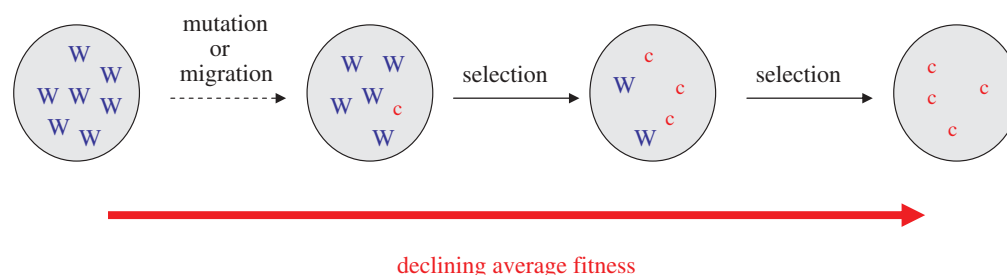 mutation
or
migration
selection
selection
W
W
W W W
W W
W W
W W c
W
c
W c
c
W
c
c c
c
declining average fitness